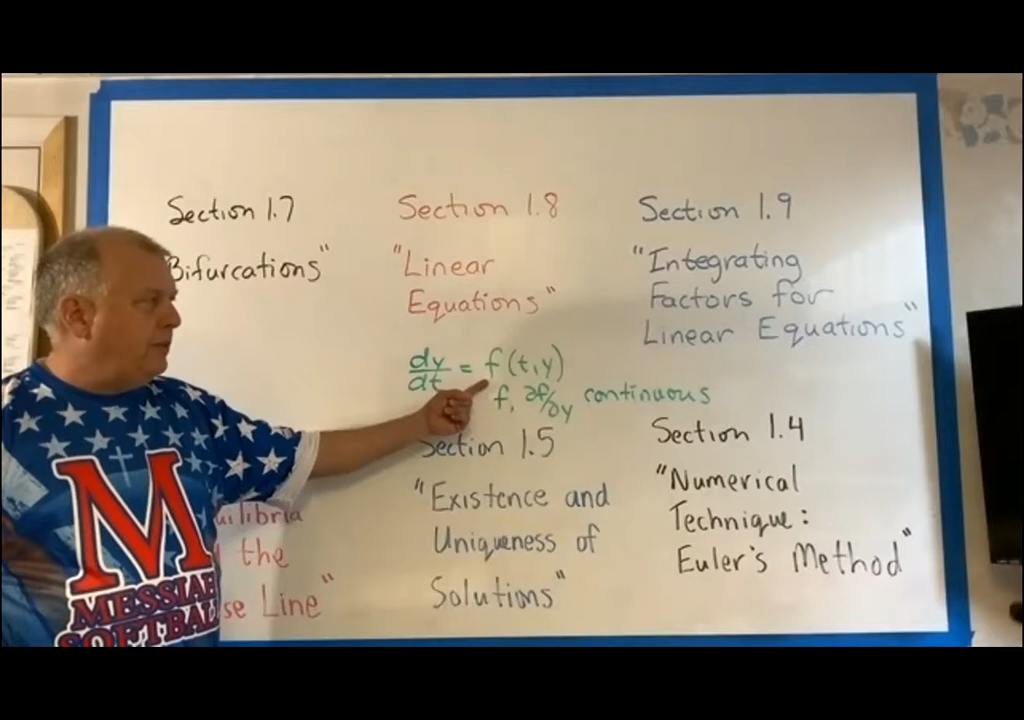 Section 1.7
Bifurcations"
Section 1.8
"Linear
Equations"
Section 1.9
"Integrating
Factors for
Linear Equations"
dy/dt = f(t,y)
f, ∂f/∂y continuous
Section 1.5
"Existence and
Uniqueness of
Solutions"
Section 1.4
"Numerical
Technique:
Euler's Method"
the
Line"
M
MESSIAH
SOFTBALL